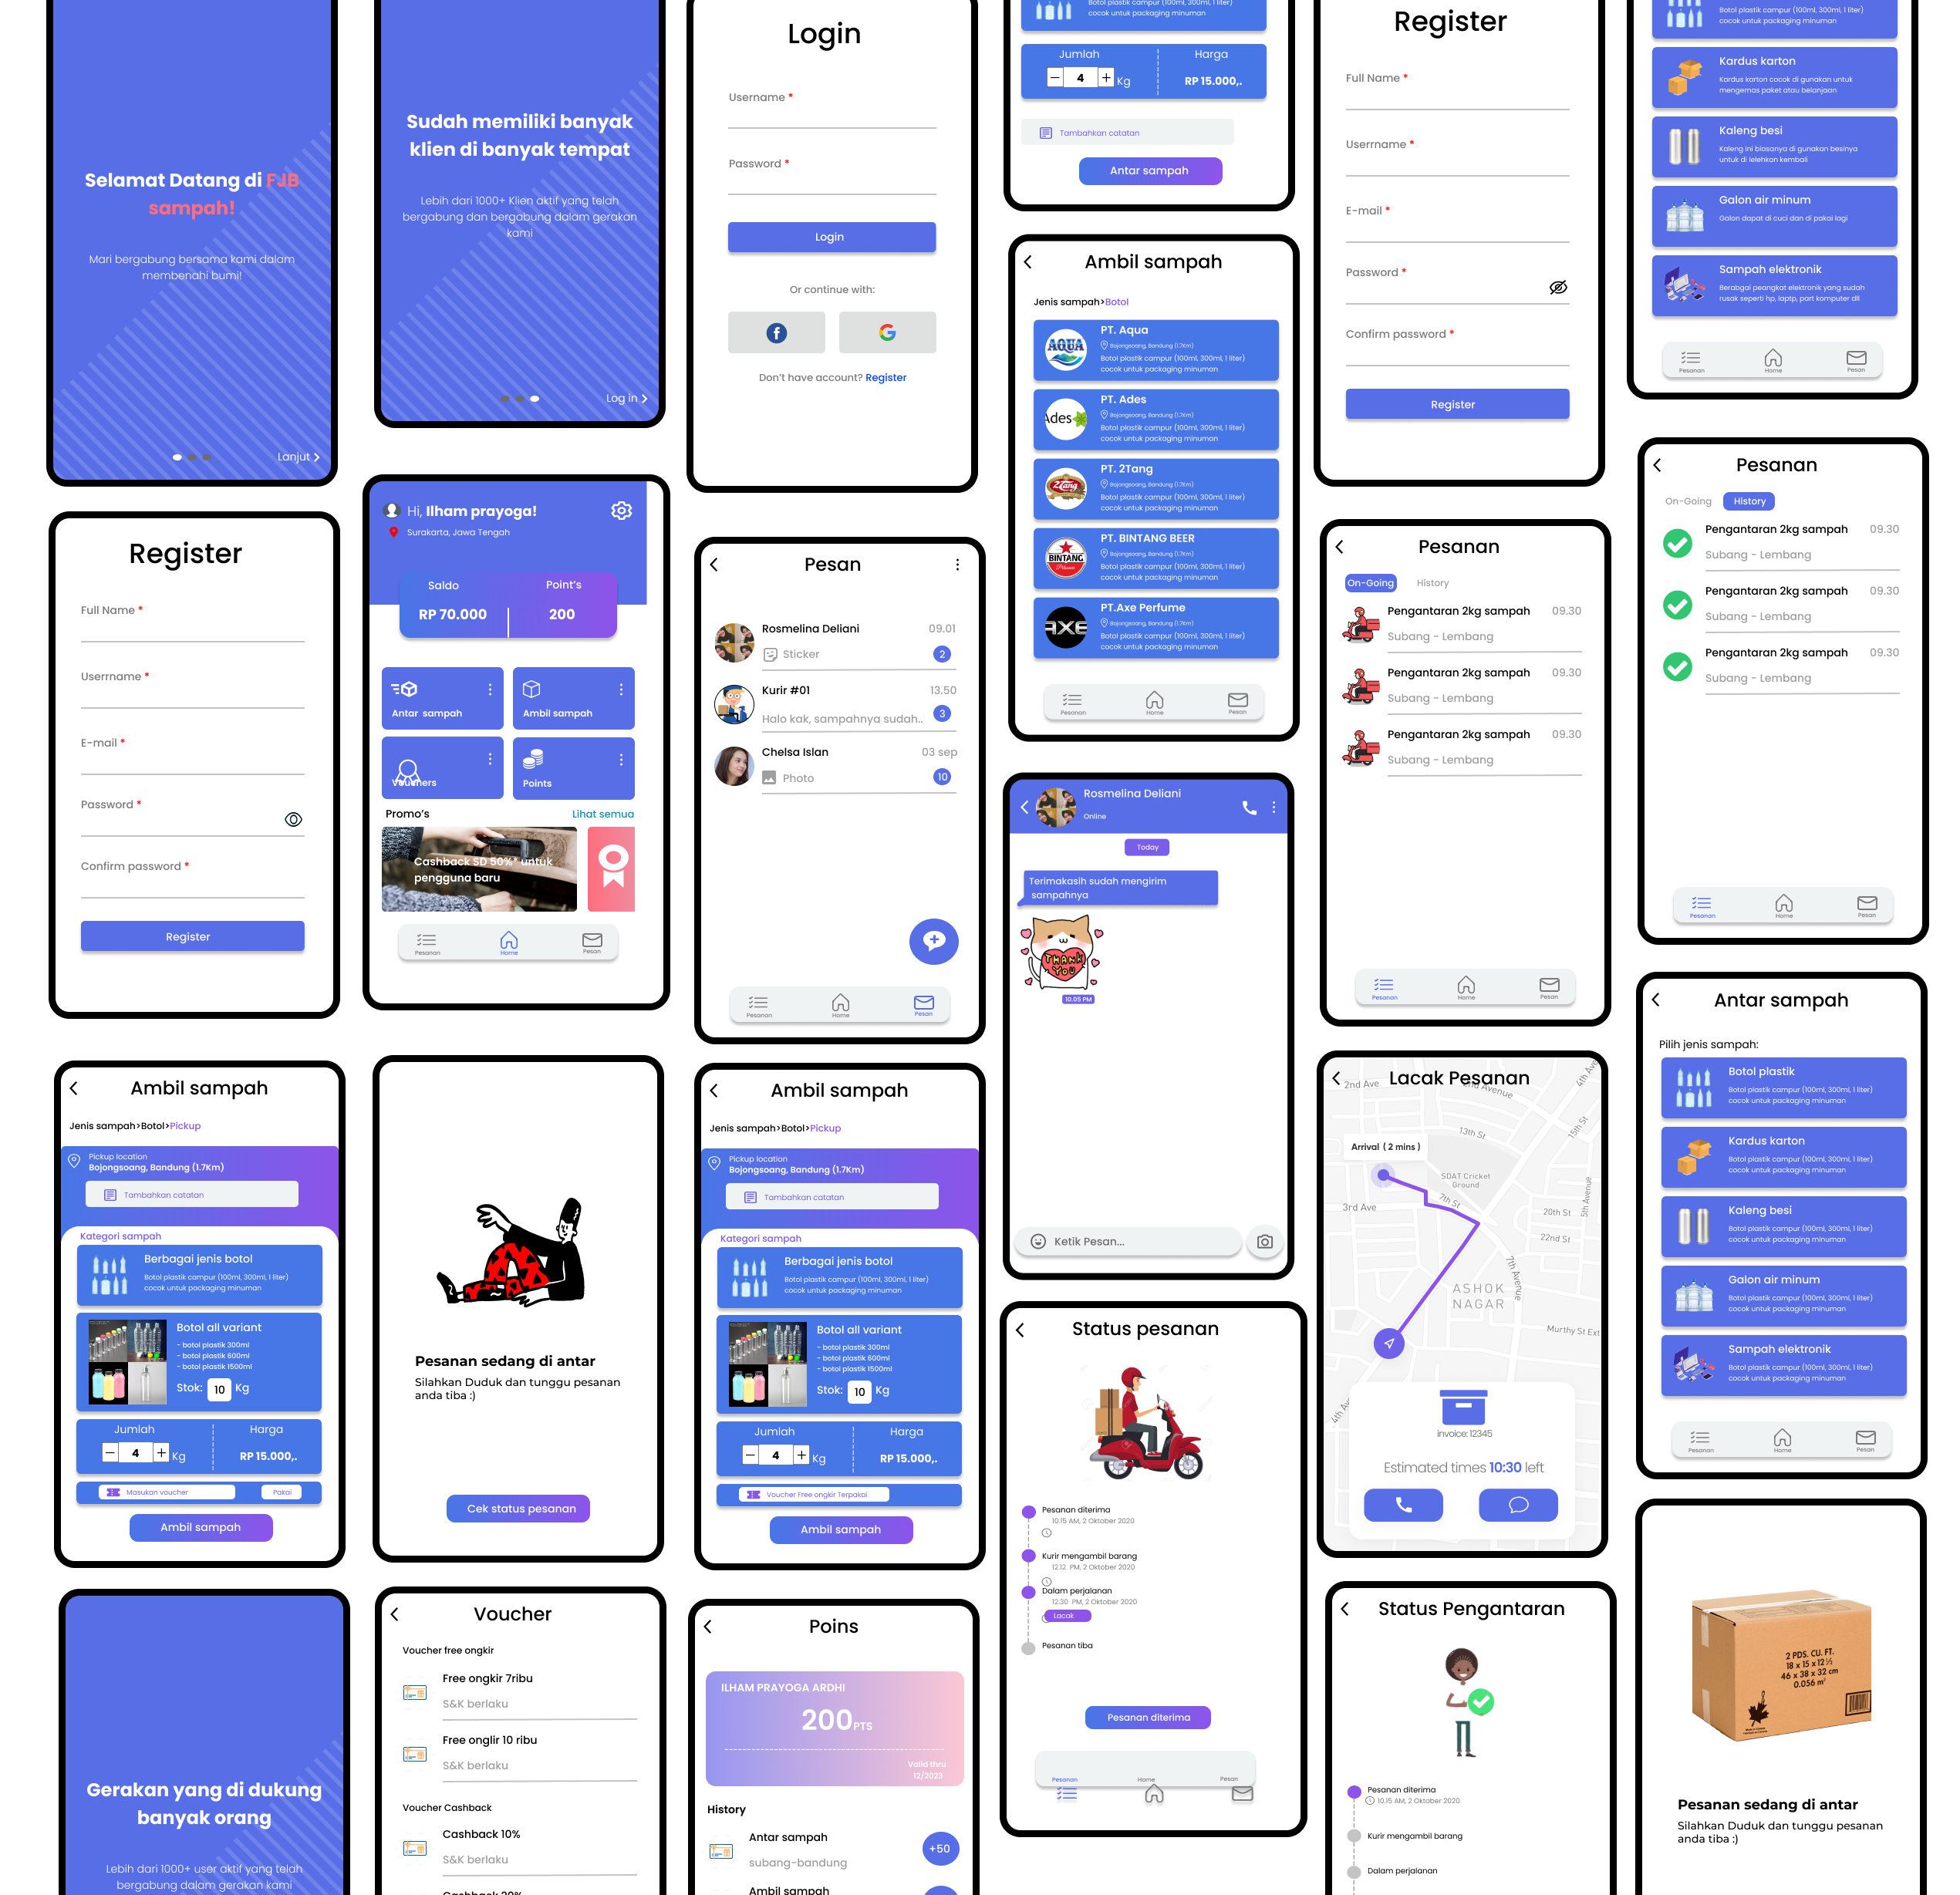 Selamat Datang di FJB
sampah!
Mari bergabung bersama kami dalam
membenahi bumi!
Lanjut
Register
Full Name *
Userrname *
E-mail *
Password *
Confirm password *
Register
Ambil sampah
Jenis sampah>Botol>Pickup
Pickup location
Bojongsoang, Bandung (1.7Km)
Tambahkan catatan
Kategori sampah
Berbagai jenis botol
Botol plastik campur (100ml, 300ml, 1 liter)
cocok untuk packaging minuman
Botol all variant
- botol plastik 300ml
- botol plastik 600ml
- botol plastik 1500ml
Stok: 10 Kg
Jumlah
Harga
4 Kg
RP 15.000,.
Masukan voucher
Pakai
Ambil sampah
Gerakan yang di dukung
banyak orang
Lebih dari 1000+ user aktif yang telah
bergabung dalam gerakan kami
Sudah memiliki banyak
klien di banyak tempat
Lebih dari 1000+ Klien aktif yang telah
bergabung dan bergabung dalam gerakan
kami
Log in
Hi, Ilham prayoga!
Surakarta, Jawa Tengah
Saldo
Point's
RP 70.000
200
Antar sampah
Ambil sampah
Vouchers
Points
Promo's
Lihat semua
Cashback SD 50%* untuk
pengguna baru
Pesanan
Home
Pesan
Pesanan sedang di antar
Silahkan Duduk dan tunggu pesanan
anda tiba :)
Cek status pesanan
Voucher
Voucher free ongkir
Free ongkir 7ribu
S&K berlaku
Free onglir 10 ribu
S&K berlaku
Voucher Cashback
Cashback 10%
S&K berlaku
Cashback 20%
Login
Username *
Password *
Login
Or continue with:
Don't have account? Register
Pesan
Rosmelina Deliani
09.01
Sticker
2
Kurir #01
13.50
Halo kak, sampahnya sudah..
3
Chelsa Islan
03 sep
Photo
10
Pesanan
Home
Pesan
Ambil sampah
Jenis sampah>Botol>Pickup
Pickup location
Bojongsoang, Bandung (1.7Km)
Tambahkan catatan
Kategori sampah
Berbagai jenis botol
Botol plastik campur (100ml, 300ml, 1 liter)
cocok untuk packaging minuman
Botol all variant
- botol plastik 300ml
- botol plastik 600ml
- botol plastik 1500ml
Stok: 10 Kg
Jumlah
Harga
4 Kg
RP 15.000,.
Voucher Free ongkir Terpakai
Ambil sampah
Poins
ILHAM PRAYOGA ARDHI
200PTS
Valid thru
12/2023
History
Antar sampah
+50
subang-bandung
Ambil sampah
Botol plastik campur (100ml, 300ml, 1 liter)
cocok untuk packaging minuman
Jumlah
Harga
4 Kg
RP 15.000,.
Tambahkan catatan
Antar sampah
Ambil sampah
Jenis sampah>Botol
PT. Aqua
AQUA
Bojongsoang, Bandung (1.7Km)
Botol plastik campur (100ml, 300ml, 1 liter)
cocok untuk packaging minuman
PT. Ades
Ades
Bojongsoang, Bandung (1.7Km)
Botol plastik campur (100ml, 300ml, 1 liter)
cocok untuk packaging minuman
PT. 2Tang
2Tang
Bojongsoang, Bandung (1.7Km)
Botol plastik campur (100ml, 300ml, 1 liter)
cocok untuk packaging minuman
PT. BINTANG BEER
BINTANG
Pilsener
Bojongsoang, Bandung (1.7Km)
Botol plastik campur (100ml, 300ml, 1 liter)
cocok untuk packaging minuman
PT.Axe Perfume
AXE
Bojongsoang, Bandung (1.7Km)
Botol plastik campur (100ml, 300ml, 1 liter)
cocok untuk packaging minuman
Pesanan
Home
Pesan
Rosmelina Deliani
Online
Today
Terimakasih sudah mengirim
sampahnya
THANK
YOU
10.05 PM
Ketik Pesan...
Status pesanan
Pesanan diterima
10.15 AM, 2 Oktober 2020
Kurir mengambil barang
12.12 PM, 2 Oktober 2020
Dalam perjalanan
12.30 PM, 2 Oktober 2020
Lacak
Pesanan tiba
Pesanan diterima
Pesanan
Home
Pesan
Register
Full Name *
Userrname *
E-mail *
Password *
Confirm password *
Register
Pesanan
On-Going
History
Pengantaran 2kg sampah
09.30
Subang - Lembang
Pengantaran 2kg sampah
09.30
Subang - Lembang
Pengantaran 2kg sampah
09.30
Subang - Lembang
Pesanan
Home
Pesan
Lacak Pesanan
2nd Ave
2nd Avenue
4th Ave
13th St
15th St
Arrival ( 2 mins )
SDAT Cricket
Ground
7th St
3rd Ave
20th St
5th Avenue
22nd St
7th Avenue
ASHOK
NAGAR
Murthy St Ext
4th Av
invoice: 12345
Estimated times 10:30 left
Status Pengantaran
Pesanan diterima
10.15 AM, 2 Oktober 2020
Kurir mengambil barang
Dalam perjalanan
Botol plastik campur (100ml, 300ml, 1 liter)
cocok untuk packaging minuman
Kardus karton
Kardus karton cocok di gunakan untuk
mengemas paket atau belanjaan
Kaleng besi
Kaleng ini biasanya di gunakan besinya
untuk di lelehkan kembali
Galon air minum
Galon dapat di cuci dan di pakai lagi
Sampah elektronik
Berabgai peongkat elektronik yang sudah
rusak seperti hp, laptp, part komputer dll
Pesanan
Home
Pesan
Pesanan
On-Going
History
Pengantaran 2kg sampah
09.30
Subang - Lembang
Pengantaran 2kg sampah
09.30
Subang - Lembang
Pengantaran 2kg sampah
09.30
Subang - Lembang
Pesanan
Home
Pesan
Antar sampah
Pilih jenis sampah:
Botol plastik
Botol plastik campur (100ml, 300ml, 1 liter)
cocok untuk packaging minuman
Kardus karton
Botol plastik campur (100ml, 300ml, 1 liter)
cocok untuk packaging minuman
Kaleng besi
Botol plastik campur (100ml, 300ml, 1 liter)
cocok untuk packaging minuman
Galon air minum
Botol plastik campur (100ml, 300ml, 1 liter)
cocok untuk packaging minuman
Sampah elektronik
Botol plastik campur (100ml, 300ml, 1 liter)
cocok untuk packaging minuman
Pesanan
Home
Pesan
2 PDS. CU. FT.
18 x 15 x 12 ½
46 x 38 x 32 cm
0.056 m³
Pesanan sedang di antar
Silahkan Duduk dan tunggu pesanan
anda tiba :)